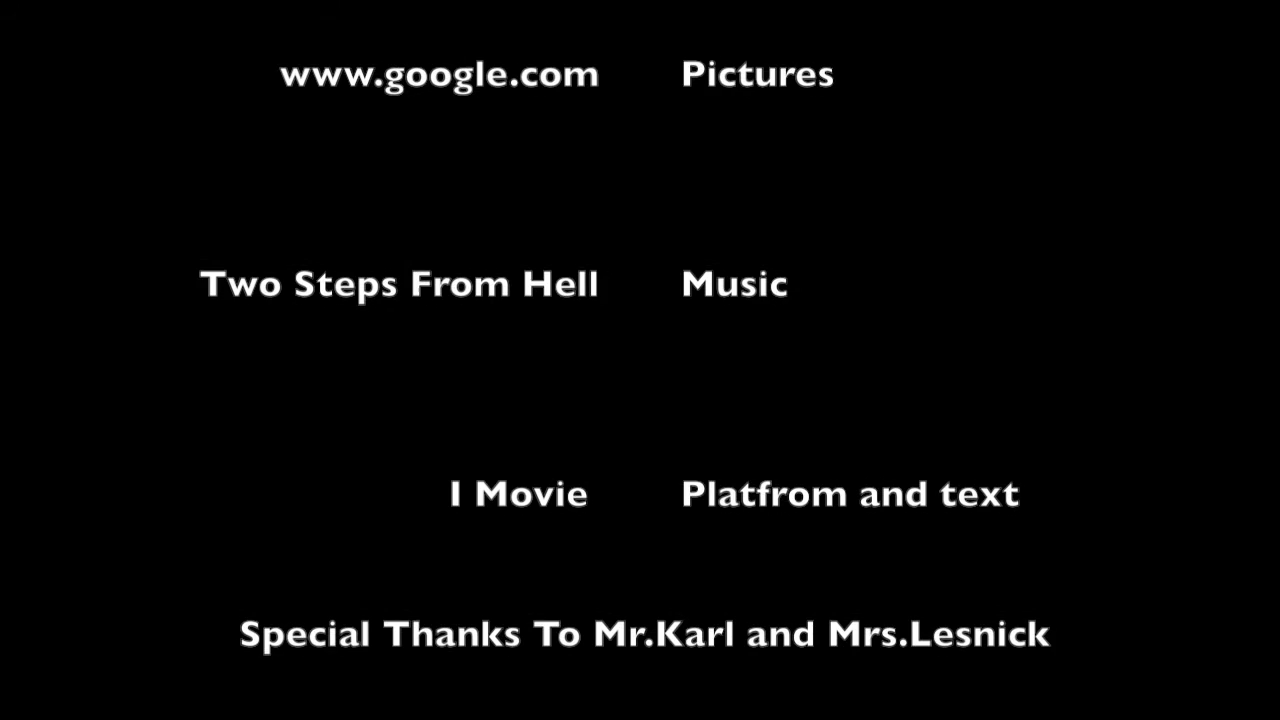 www.google.com Pictures
Two Steps From Hell Music
I Movie Platfrom and text
Special Thanks To Mr.Karl and Mrs.Lesnick